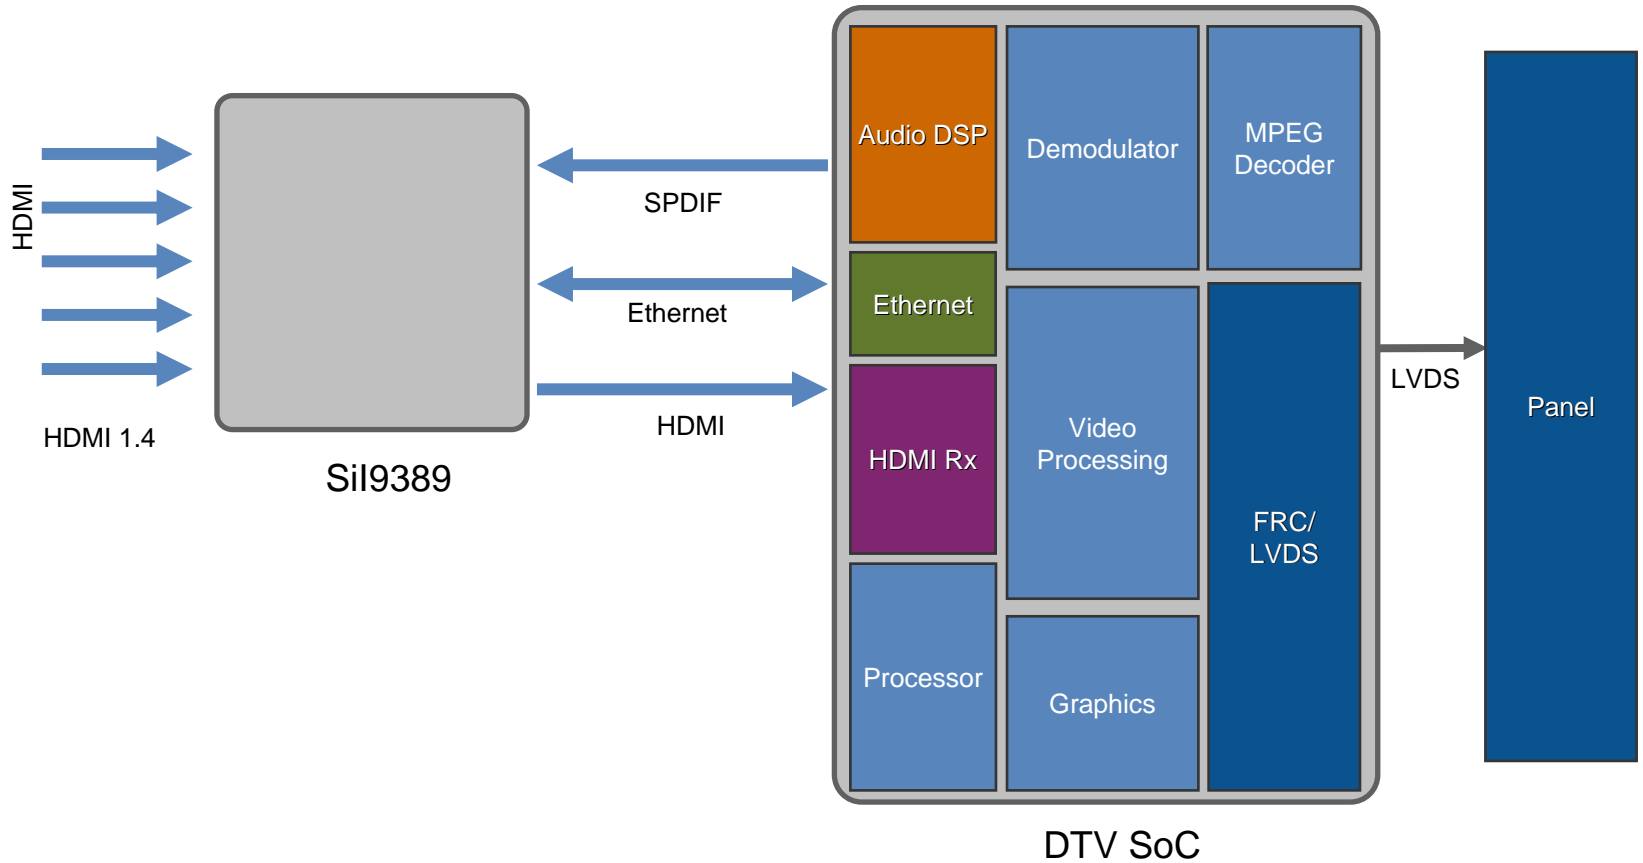 HDMI
HDMI 1.4
SiI9389
SPDIF
Ethernet
HDMI
Audio DSP
Ethernet
HDMI Rx
Processor
Demodulator
Video
Processing
Graphics
MPEG
Decoder
FRC/
LVDS
DTV SoC
LVDS
Panel